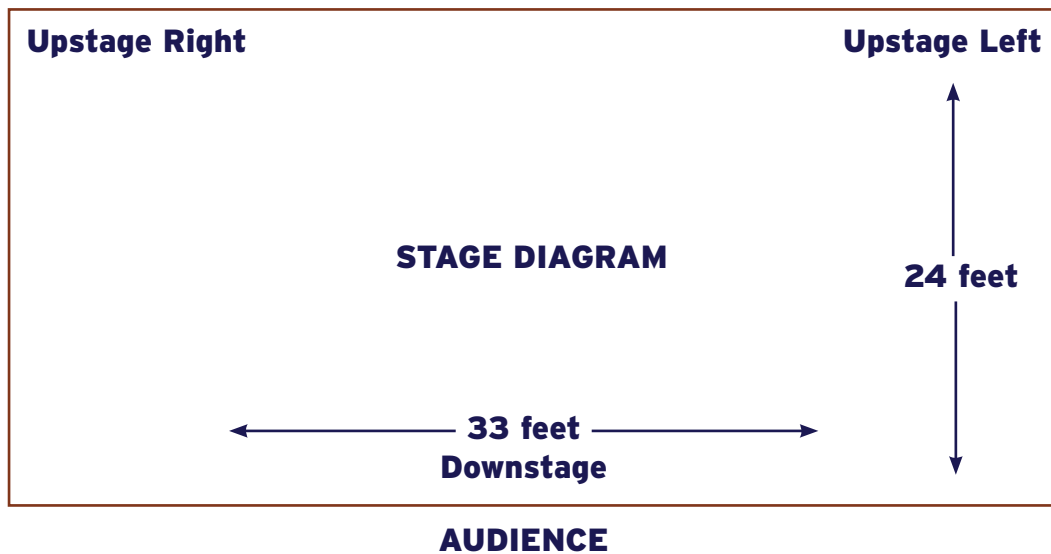 Upstage Right
Upstage Left
STAGE DIAGRAM
24 feet
33 feet
Downstage
AUDIENCE